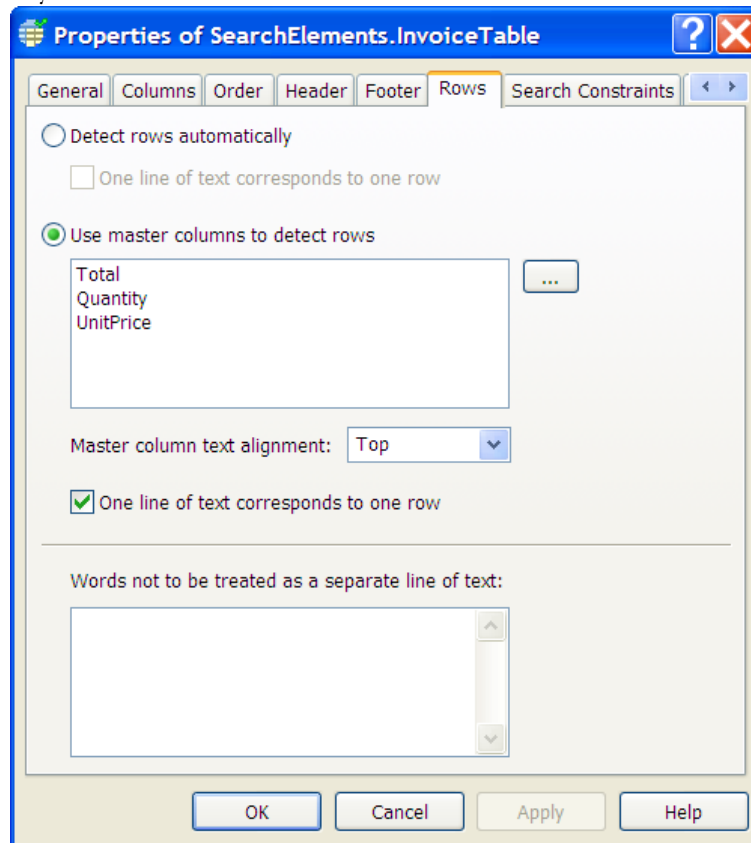 Properties of SearchElements.InvoiceTable
General Columns Order Header Footer Rows Search Constraints
Detect rows automatically
One line of text corresponds to one row
Use master columns to detect rows
Total
...
Quantity
UnitPrice
Master column text alignment: Top
One line of text corresponds to one row
Words not to be treated as a separate line of text:
OK Cancel Apply Help